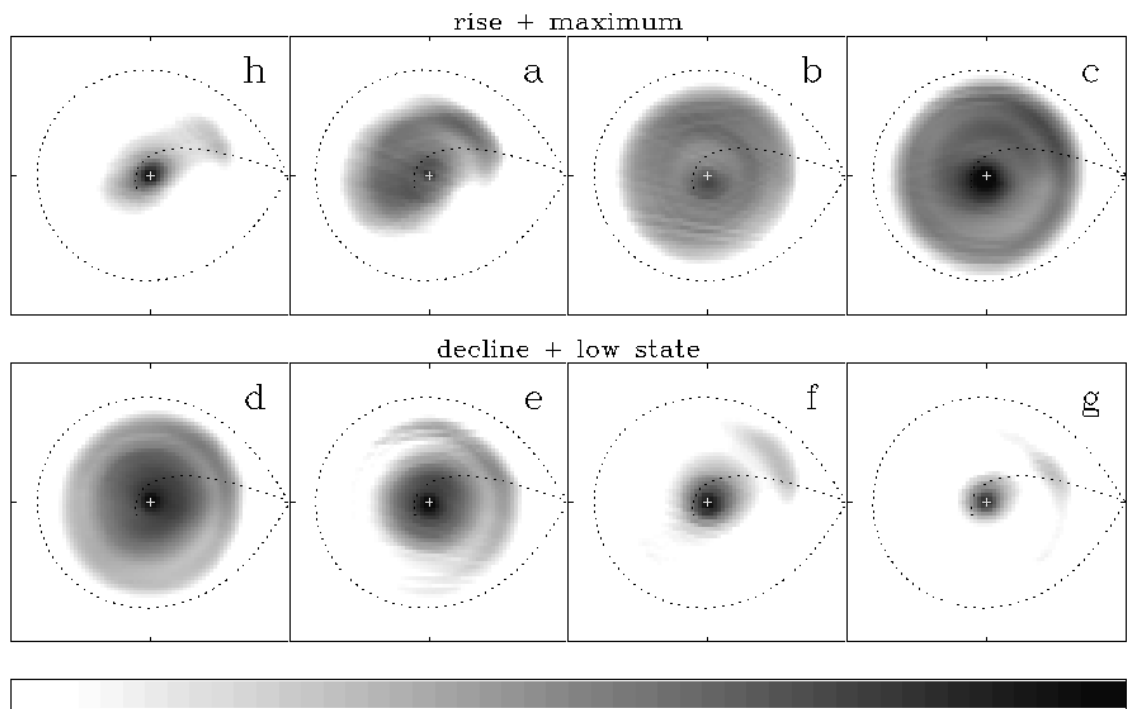 rise + maximum
h a b c
decline + low state
d e f g